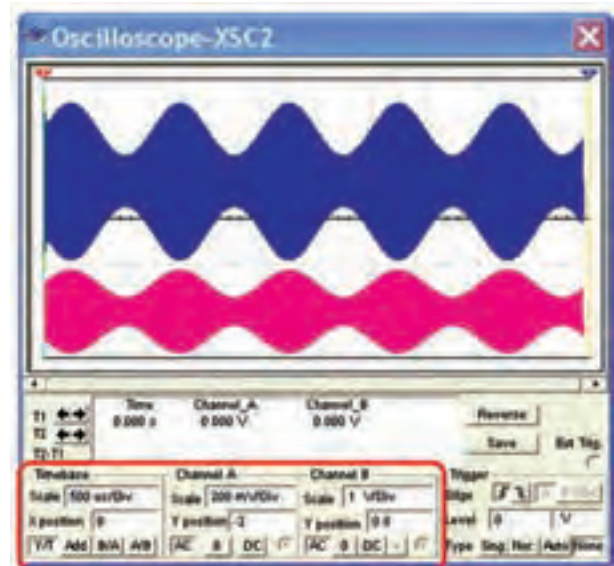 Oscilloscope-XSC2
Time Channel_A Channel_B
T1 0.000 s 0.000 V 0.000 V
T2
T2-T1
Reverse
Save Ext Trig.
Timebase Channel A Channel B Trigger
Scale 500 us/Div Scale 200 mV/Div Scale 1 V/Div Edge
X position 0 Y position -2 Y position 0.0 Level 0 V
Y/T Add B/A A/B AC 0 DC AC 0 DC - Type Sing. Nor. Auto None